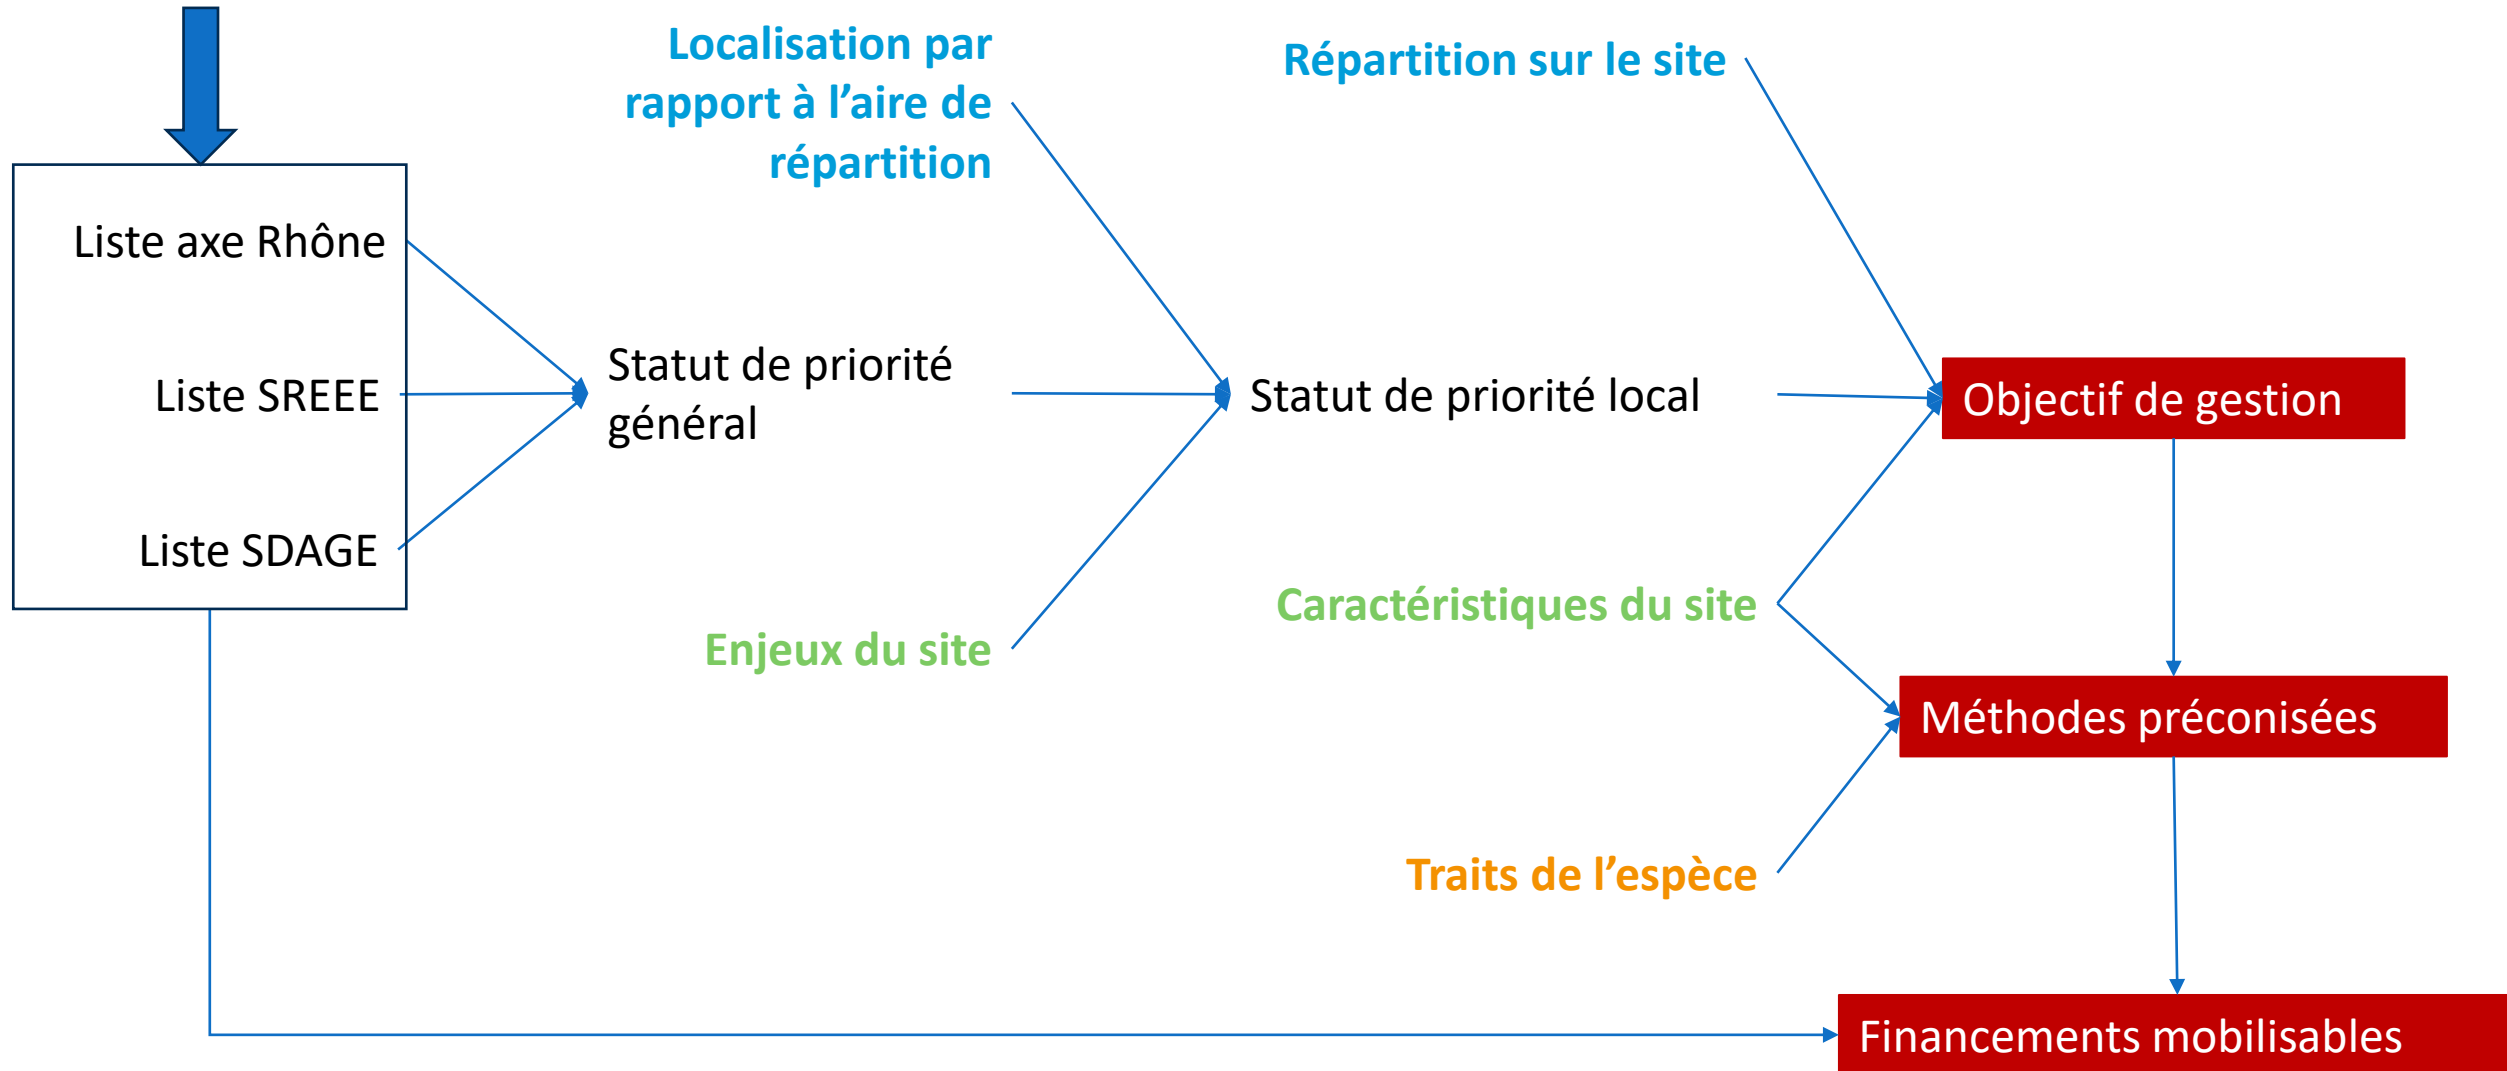 Localisation par
rapport à l’aire de
répartition
Répartition sur le site
Liste axe Rhône
Liste SREEE
Liste SDAGE
Statut de priorité
général
Statut de priorité local
Objectif de gestion
Enjeux du site
Caractéristiques du site
Méthodes préconisées
Traits de l’espèce
Financements mobilisables